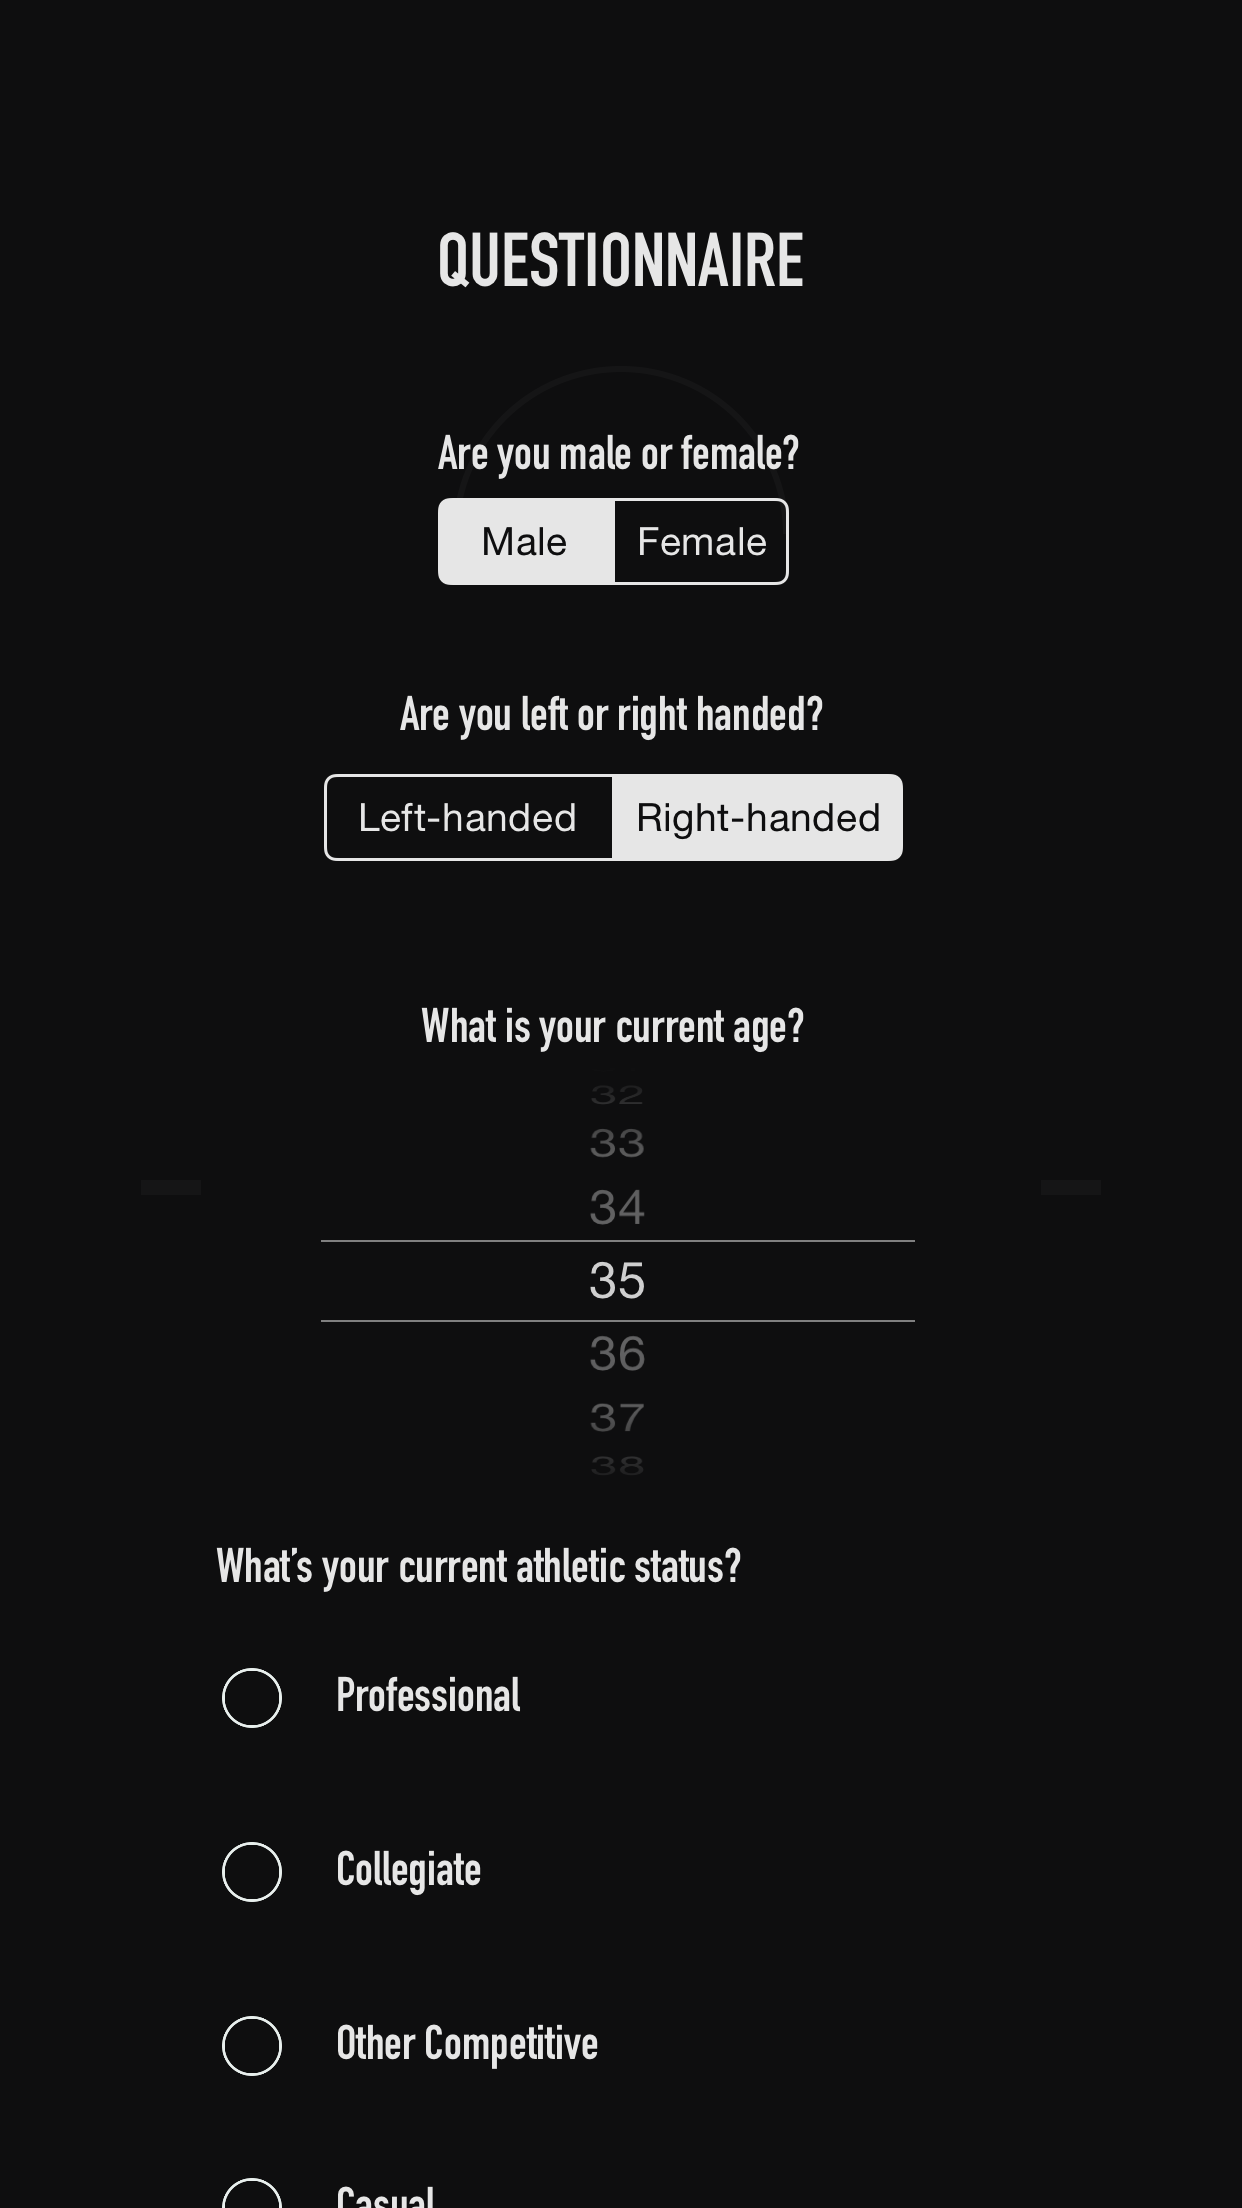 QUESTIONNAIRE
Are you male or female?
Male Female
Are you left or right handed?
Left-handed Right-handed
What is your current age?
32
33
34
35
36
37
38
What's your current athletic status?
Professional
Collegiate
Other Competitive
Casual